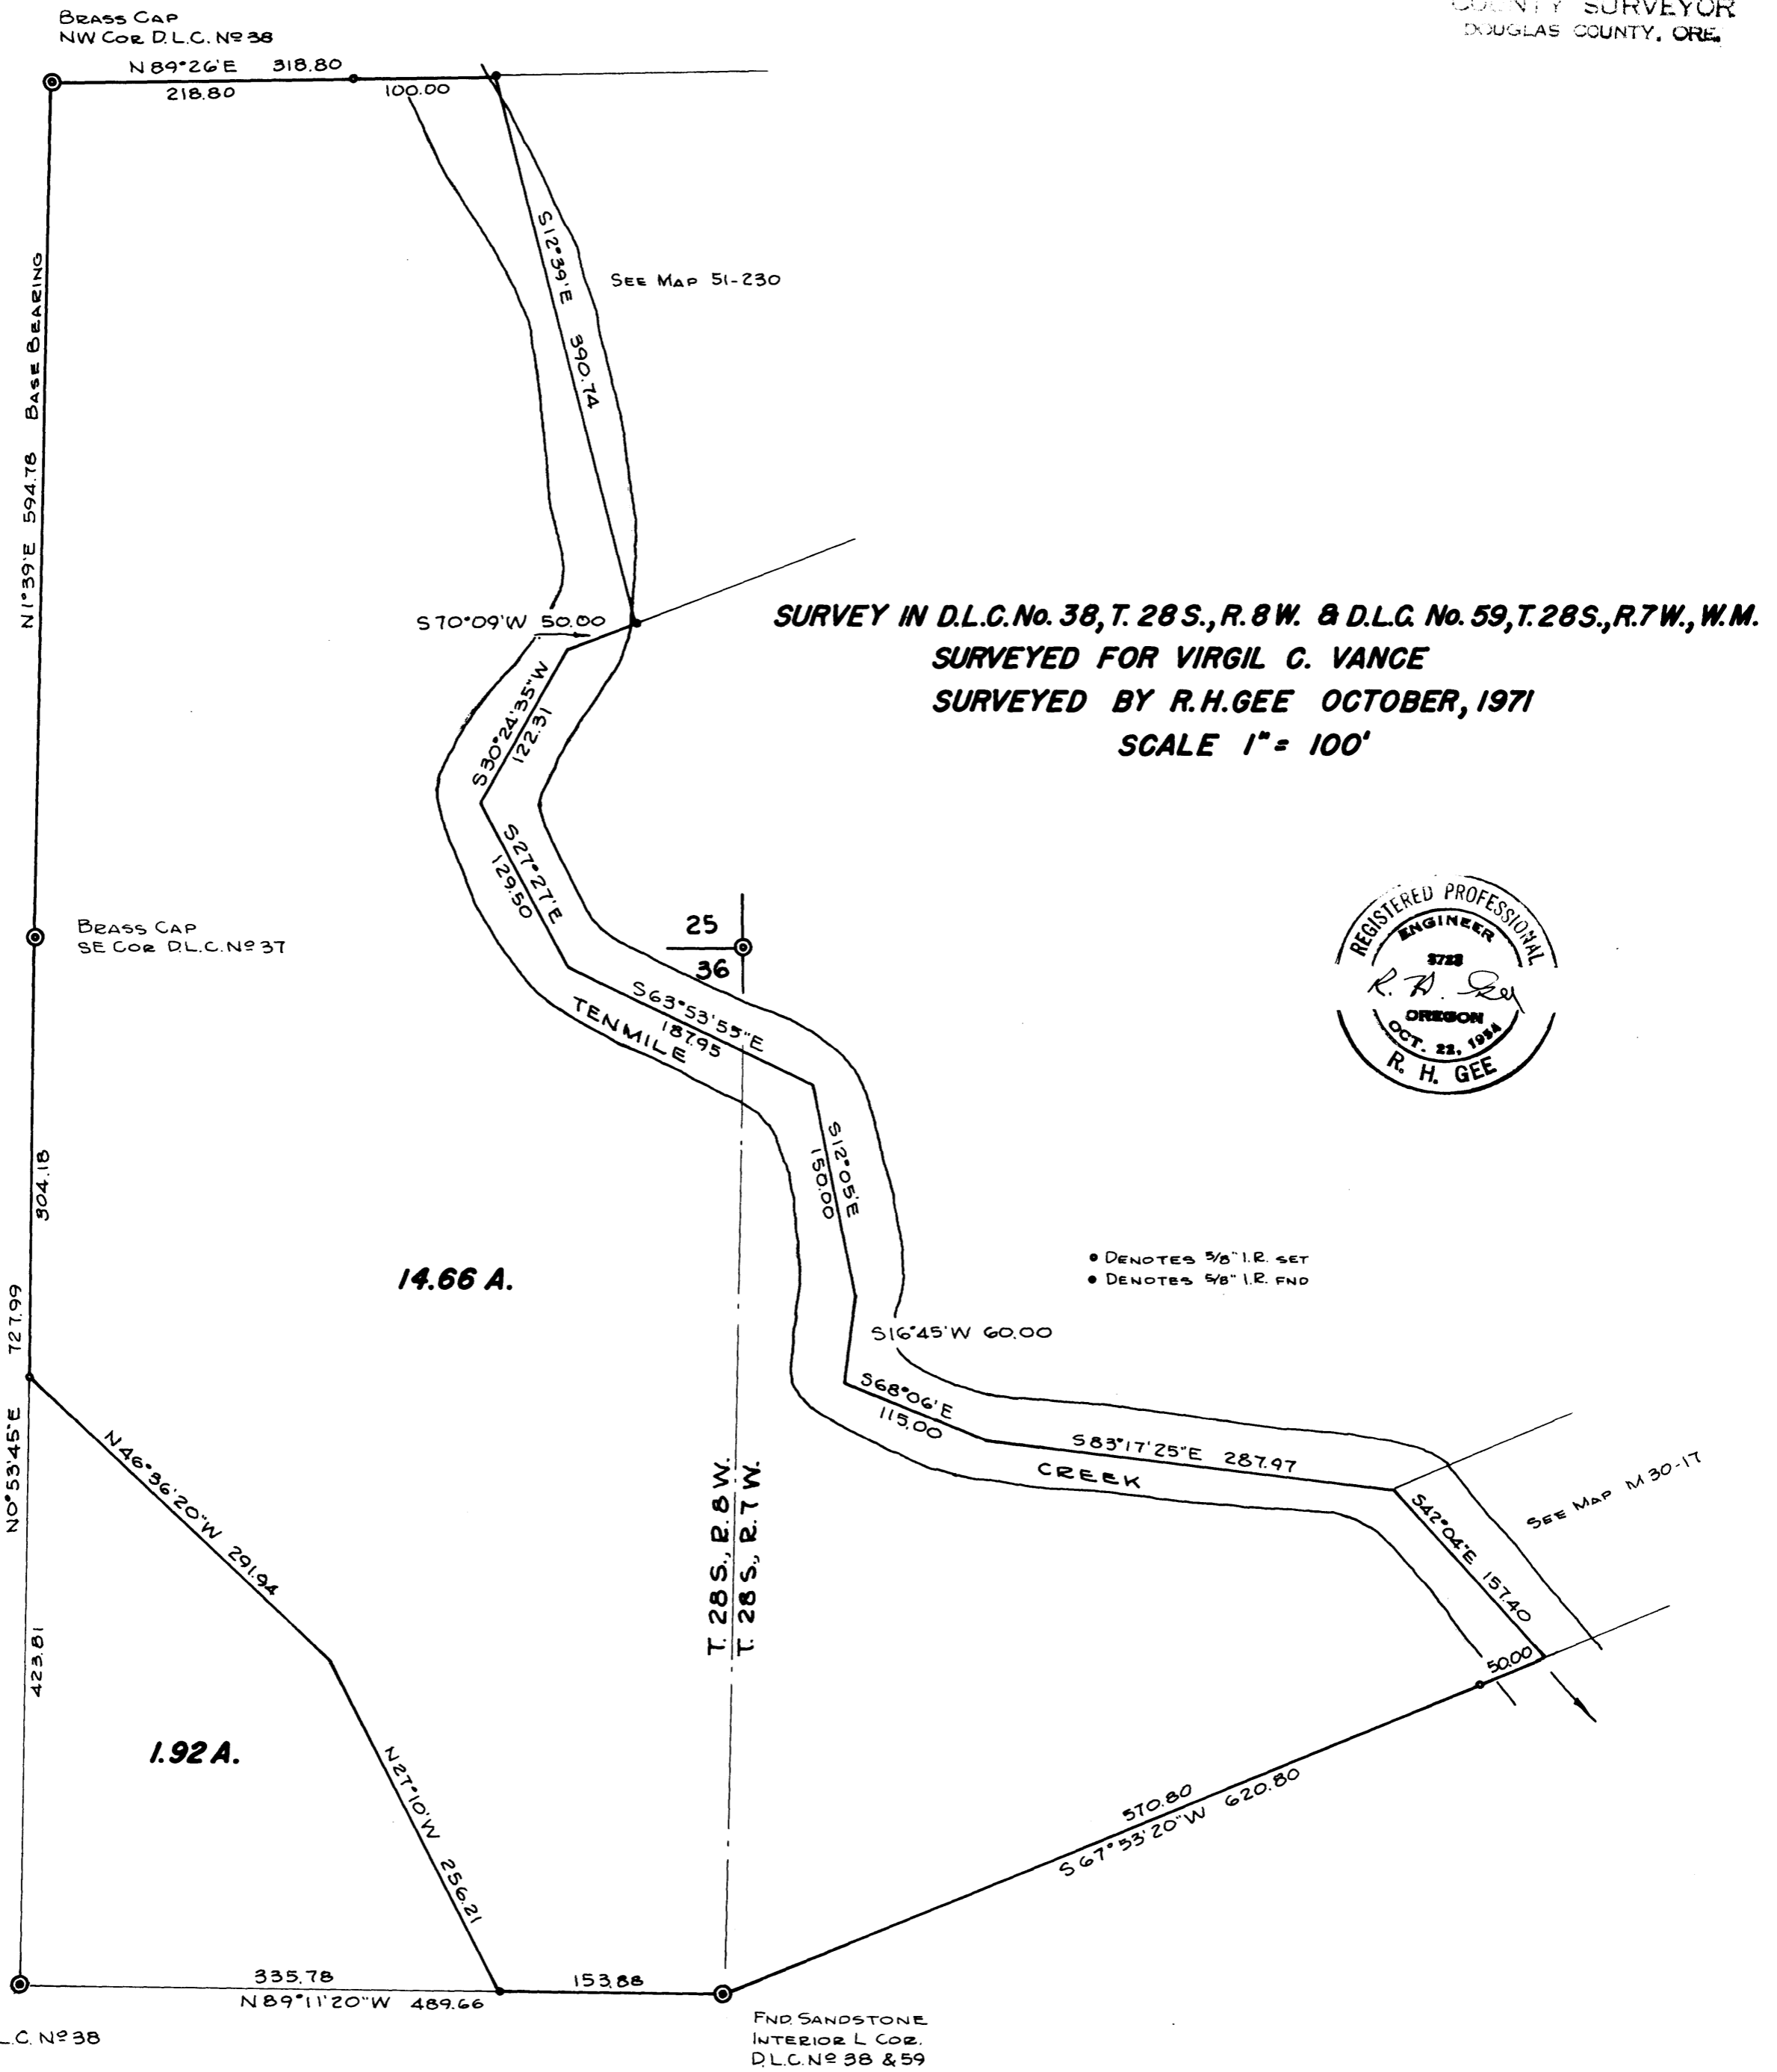 COUNTY SURVEYOR
DOUGLAS COUNTY, ORE.
BRASS CAP
NW COR D.L.C. Nº 38
N89°26'E 318.80
218.80
100.00
N1°39'E 594.78 BASE BEARING
S12°39'E 390.74
SEE MAP 51-230
S70°09'W 50.00
SURVEY IN D.L.C. No. 38, T. 28 S., R. 8 W. & D.L.C. No. 59, T. 28 S., R. 7 W., W.M.
SURVEYED FOR VIRGIL C. VANCE
SURVEYED BY R.H. GEE OCTOBER, 1971
SCALE 1" = 100'
S30°24'35"W
122.31
S27°27'E
129.50
BRASS CAP
SE COR D.L.C. Nº 37
25
36
REGISTERED PROFESSIONAL
ENGINEER
3722
R. H. Gee
OREGON
OCT. 22, 1954
R. H. GEE
S63°53'55"E
187.95
TENMILE
304.18
S12°05'E
150.00
14.66 A.
DENOTES 5/8" I.R. SET
DENOTES 5/8" I.R. FND
S16°45'W 60.00
727.99
N0°53'45"E
S68°06'E
115.00
S83°17'25"E 287.97
CREEK
N46°36'20"W 291.94
T. 28 S., R. 8 W.
T. 28 S., R. 7 W.
S42°04'E 157.40
SEE MAP M 30-17
423.81
50.00
1.92 A.
N27°10'W 256.21
570.80
S67°53'20"W 620.80
335.78
153.88
N89°11'20"W 489.66
L.C. Nº 38
FND. SANDSTONE
INTERIOR L COR.
D.L.C. Nº 38 & 59